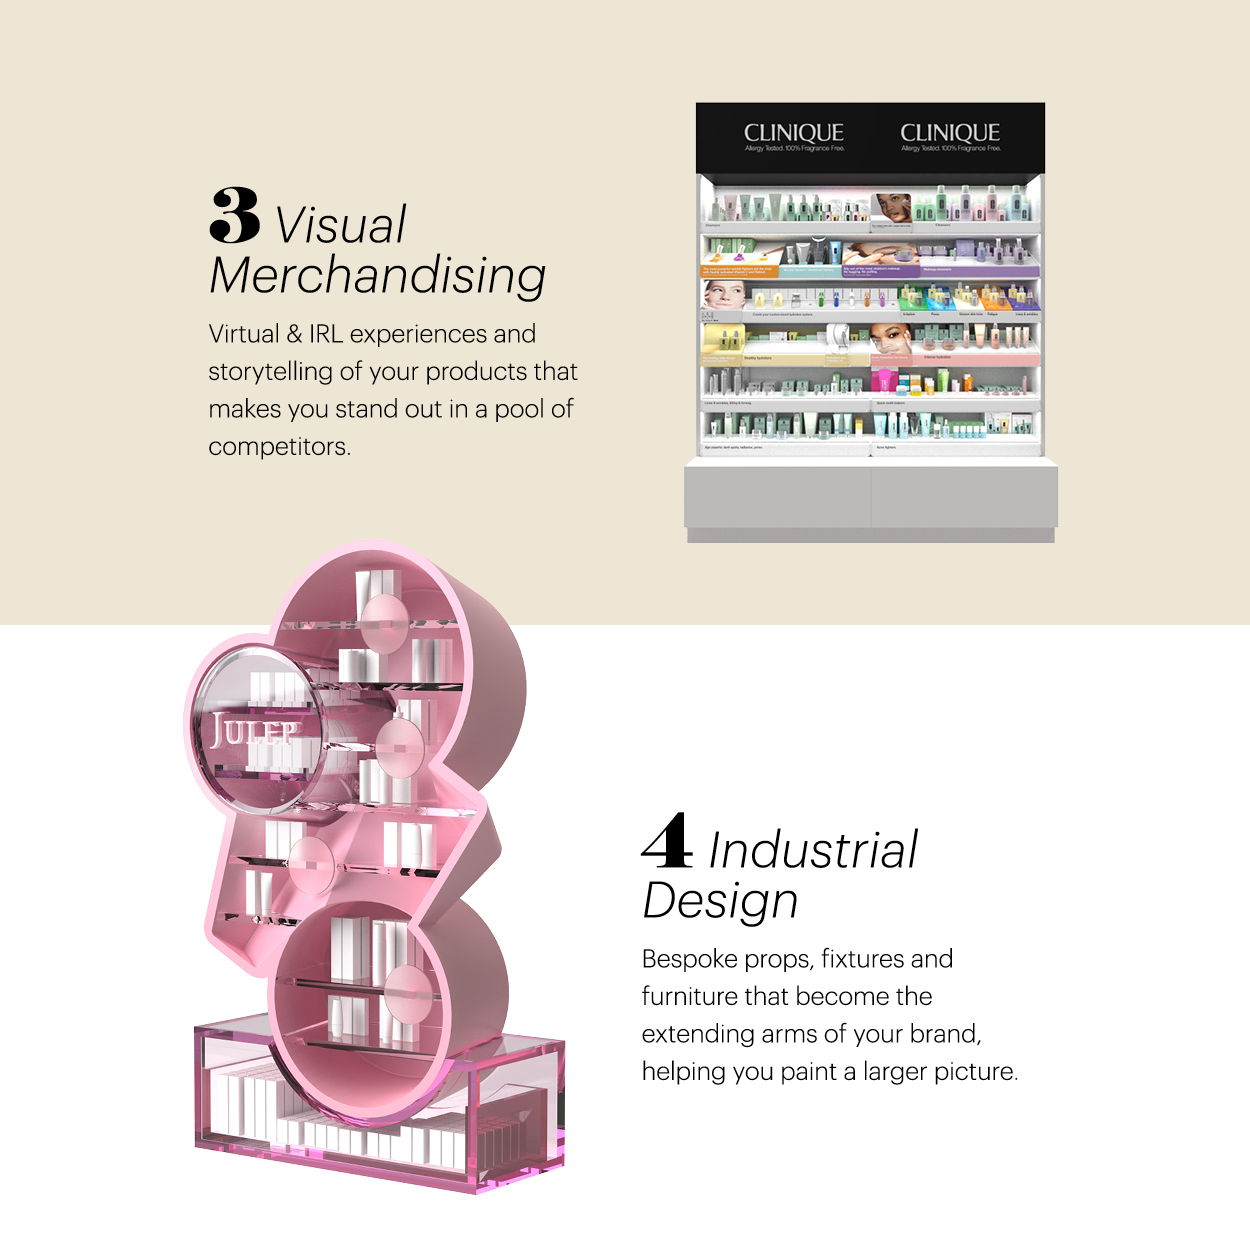 CLINIQUE CLINIQUE
Allergy Tested. 100% Fragrance Free. Allergy Tested. 100% Fragrance Free.
3 Visual
Merchandising
Virtual & IRL experiences and
storytelling of your products that
makes you stand out in a pool of
competitors.
JULEP
4 Industrial
Design
Bespoke props, fixtures and
furniture that become the
extending arms of your brand,
helping you paint a larger picture.